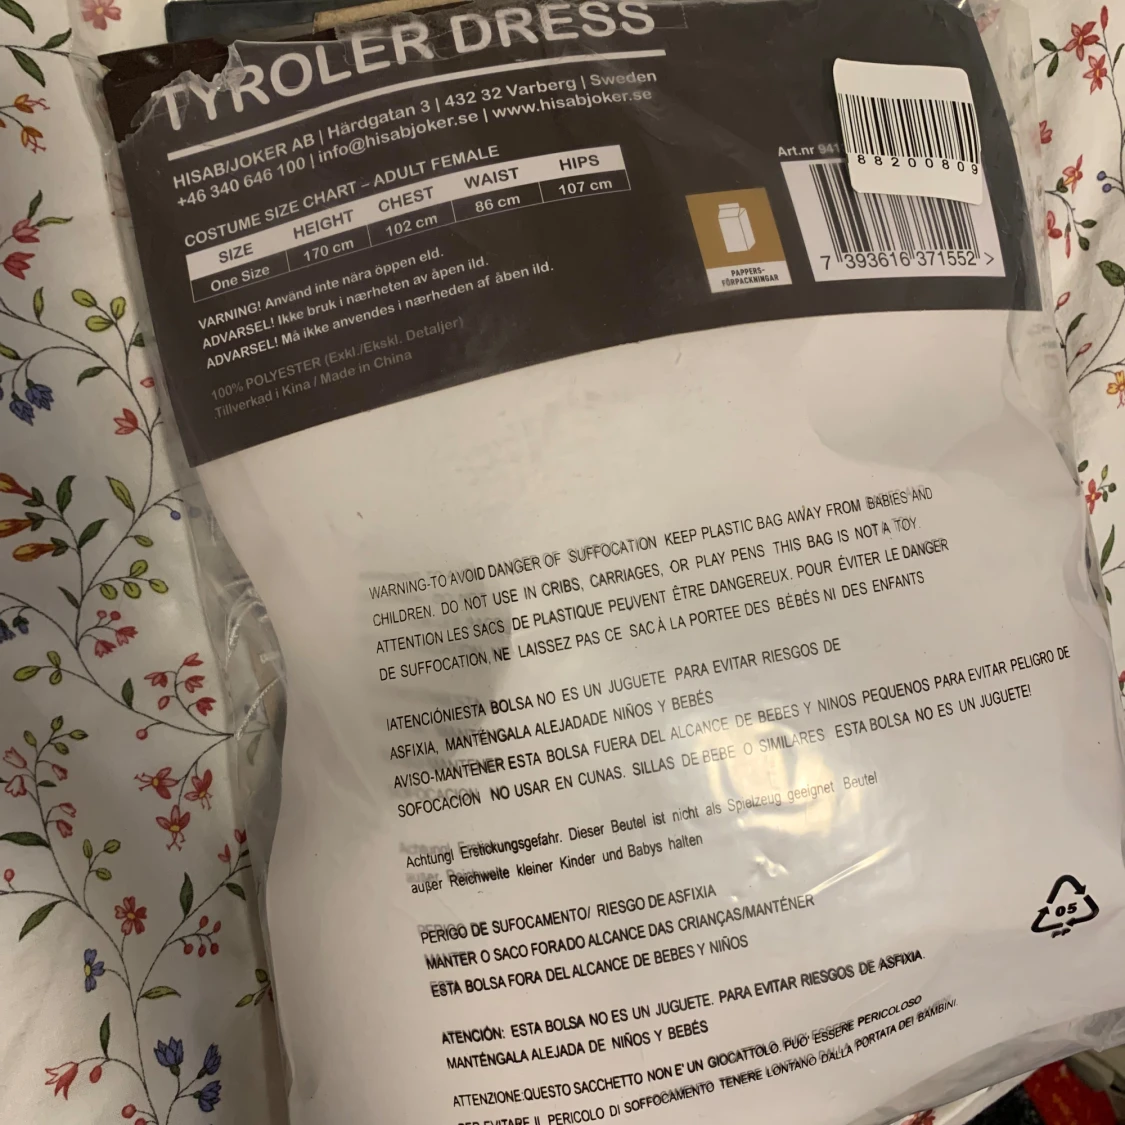 TYROLER DRESS
HISAB/JOKER AB | Härdgatan 3 | 432 32 Varberg | Sweden
+46 340 646 100 | info@hisabjoker.se | www.hisabjoker.se
COSTUME SIZE CHART – ADULT FEMALE
SIZE HEIGHT CHEST WAIST HIPS
One Size 170 cm 102 cm 86 cm 107 cm
VARNING! Använd inte nära öppen eld.
ADVARSEL! Ikke bruk i nærheten av åpen ild.
ADVARSEL! Må ikke anvendes i nærheden af åben ild.
100% POLYESTER (Exkl./Ekskl. Detaljer)
Tillverkad i Kina / Made in China
PAPPERS-
FÖRPACKNINGAR
Art.nr
88200809
7 393616 371552 >
WARNING-TO AVOID DANGER OF SUFFOCATION KEEP PLASTIC BAG AWAY FROM BABIES AND
CHILDREN. DO NOT USE IN CRIBS, CARRIAGES, OR PLAY PENS THIS BAG IS NOT A TOY.
ATTENTION LES SACS DE PLASTIQUE PEUVENT ÊTRE DANGEREUX. POUR ÉVITER LE DANGER
DE SUFFOCATION, NE LAISSEZ PAS CE SAC À LA PORTEE DES BÉBÉS NI DES ENFANTS
IATENCIÓNIESTA BOLSA NO ES UN JUGUETE PARA EVITAR RIESGOS DE
ASFIXIA, MANTÉNGALA ALEJADADE NIÑOS Y BEBÉS
AVISO-MANTENER ESTA BOLSA FUERA DEL ALCANCE DE BEBES Y NINOS PEQUENOS PARA EVITAR PELIGRO DE
SOFOCACION NO USAR EN CUNAS. SILLAS DE BEBE O SIMILARES ESTA BOLSA NO ES UN JUGUETE!
Achtungl Erstickungsgefahr. Dieser Beutel ist nicht als Spielzeug geeignet Beutel
außer Reichweite kleiner Kinder und Babys halten
PERIGO DE SUFOCAMENTO/ RIESGO DE ASFIXIA
MANTER O SACO FORADO ALCANCE DAS CRIANÇAS/MANTÉNER
ESTA BOLSA FORA DEL ALCANCE DE BEBES Y NIÑOS
05
PP
ATENCIÓN: ESTA BOLSA NO ES UN JUGUETE. PARA EVITAR RIESGOS DE ASFIXIA.
MANTÉNGALA ALEJADA DE NIÑOS Y BEBÉS
ATTENZIONE:QUESTO SACCHETTO NON E' UN GIOCATTOLO. PUO' ESSERE PERICOLOSO
PER EVITARE IL PERICOLO DI SOFFOCAMENTO TENERE LONTANO DALLA PORTATA DEI BAMBINI.